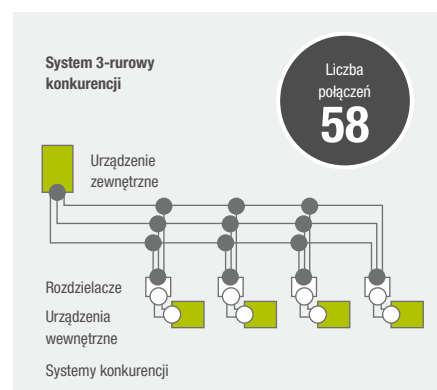 System 3-rurowy
konkurencji
Liczba
połączeń
58
Urządzenie
zewnętrzne
Rozdzielacze
Urządzenia
wewnętrzne
Systemy konkurencji